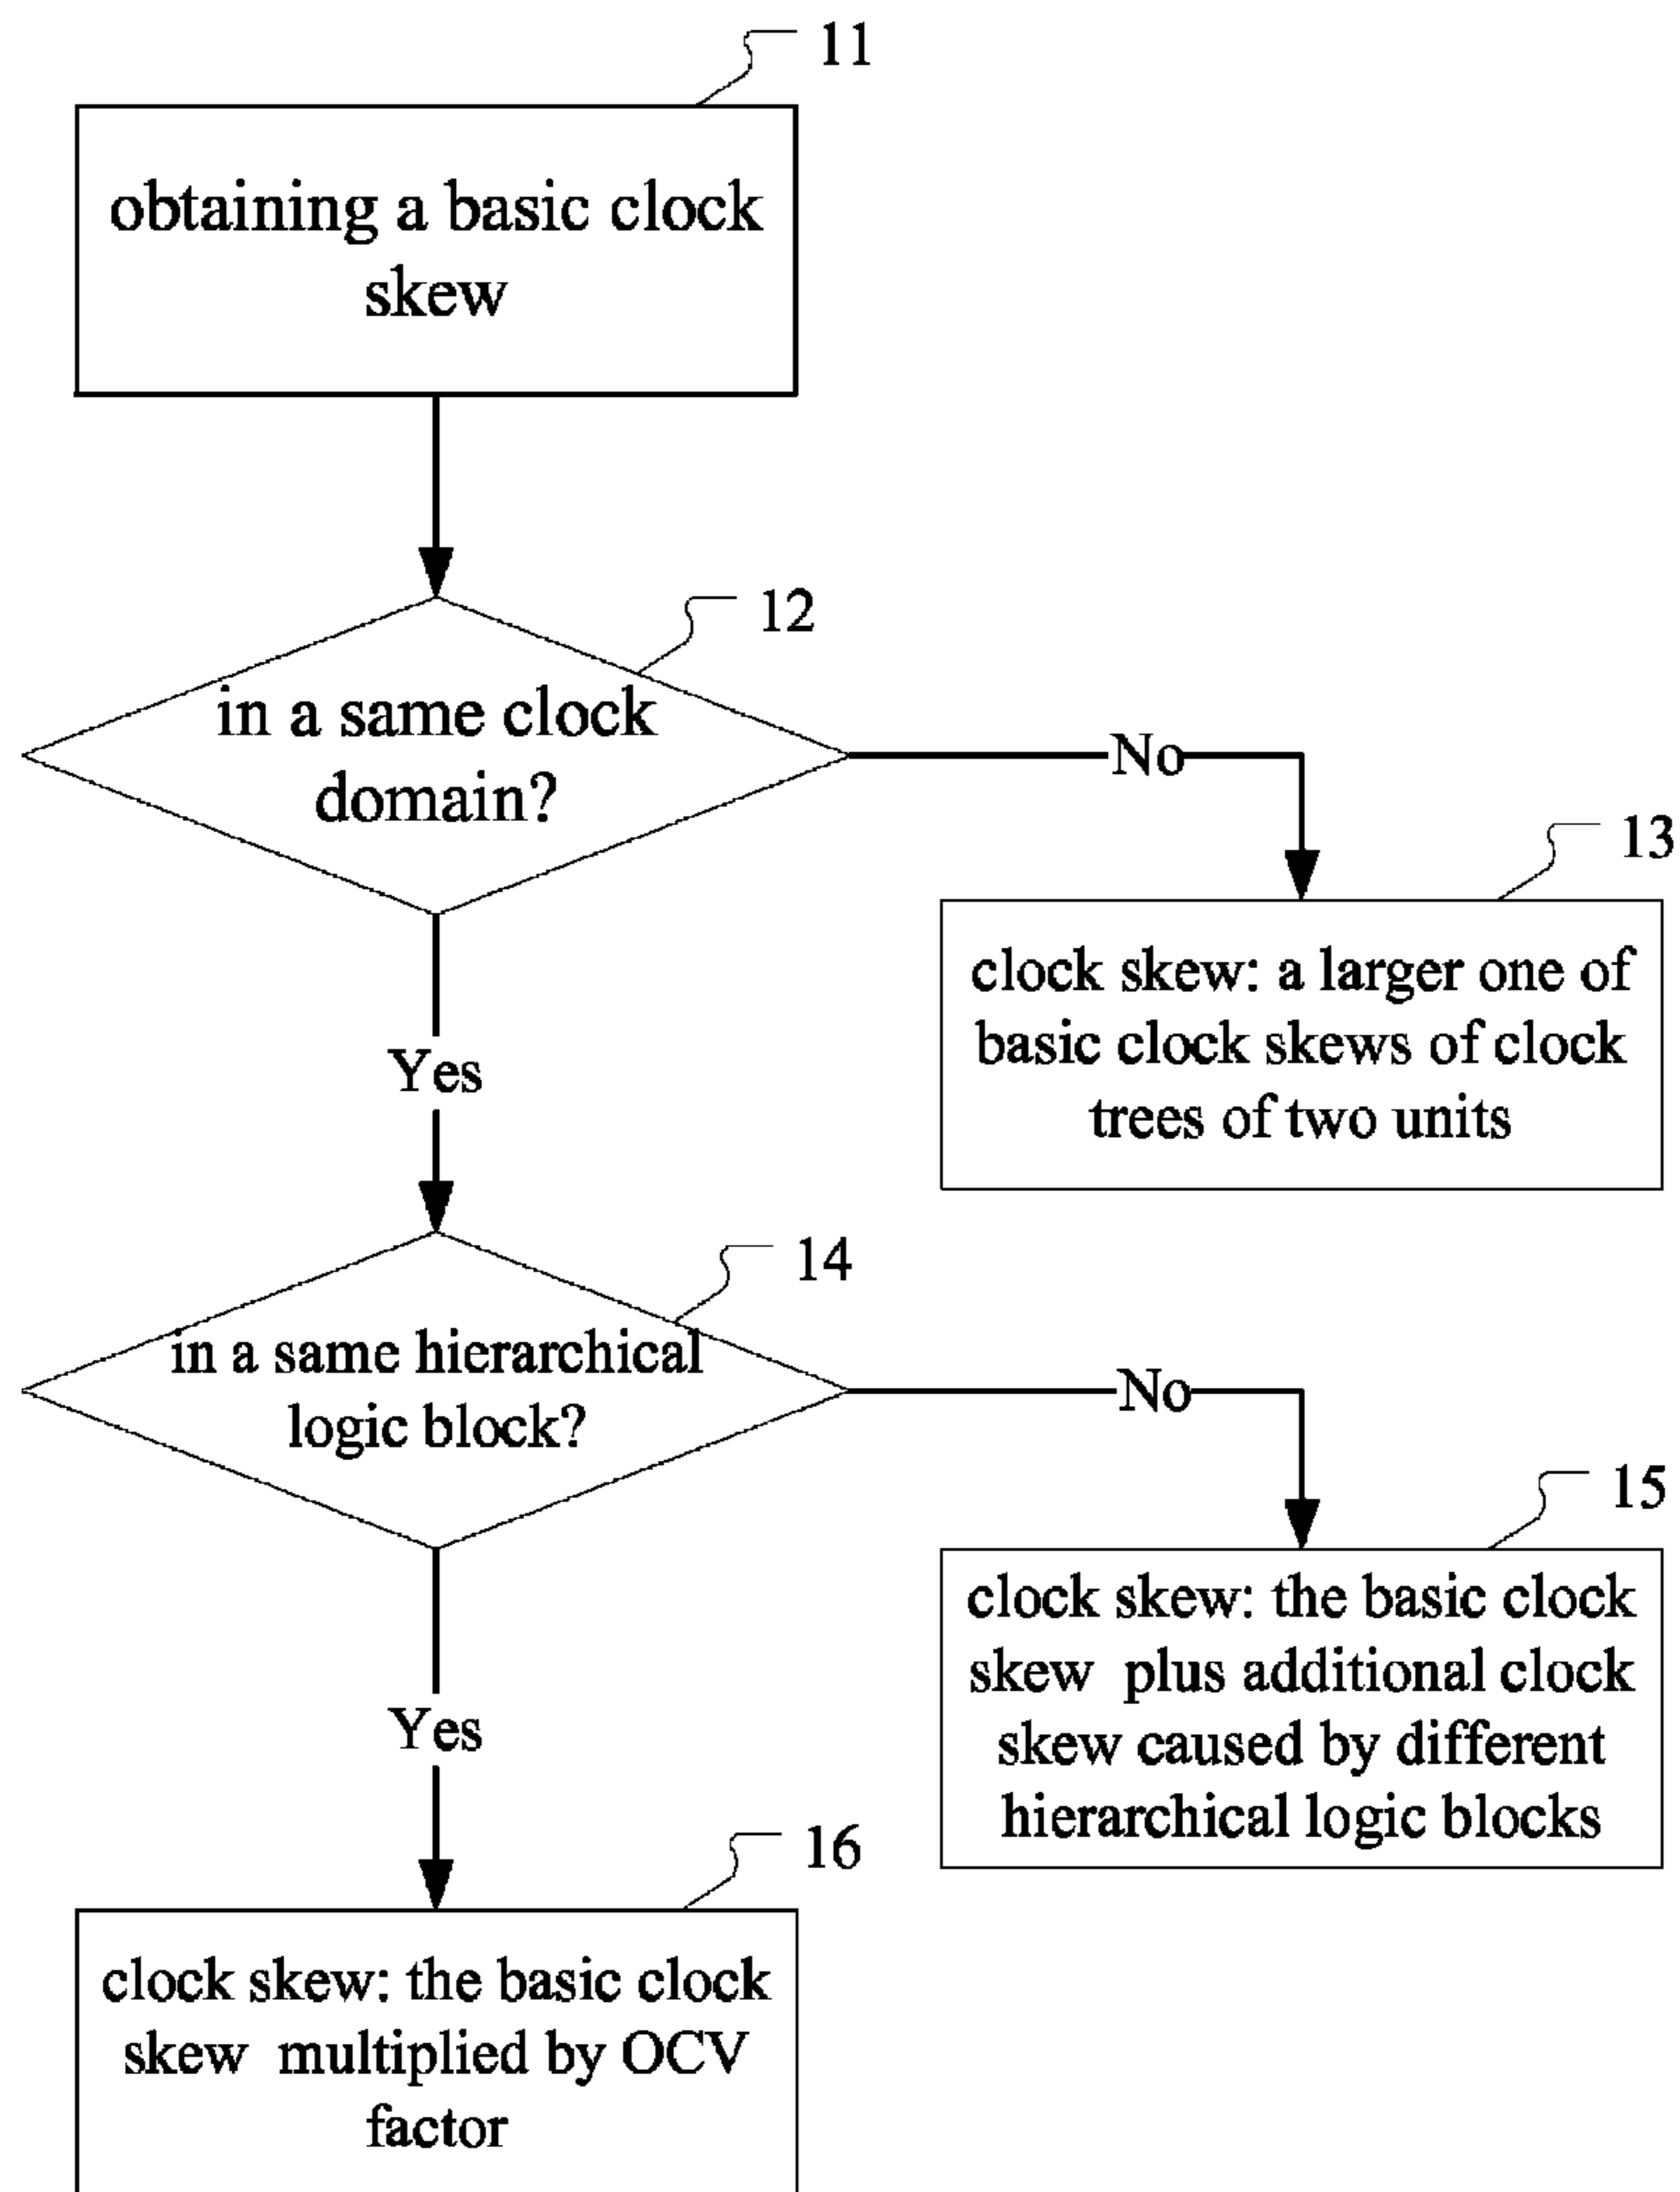 11
obtaining a basic clock
skew
12
in a same clock
domain?
No
13
clock skew: a larger one of
basic clock skews of clock
trees of two units
Yes
14
in a same hierarchical
logic block?
No
15
clock skew: the basic clock
skew plus additional clock
skew caused by different
hierarchical logic blocks
Yes
16
clock skew: the basic clock
skew multiplied by OCV
factor